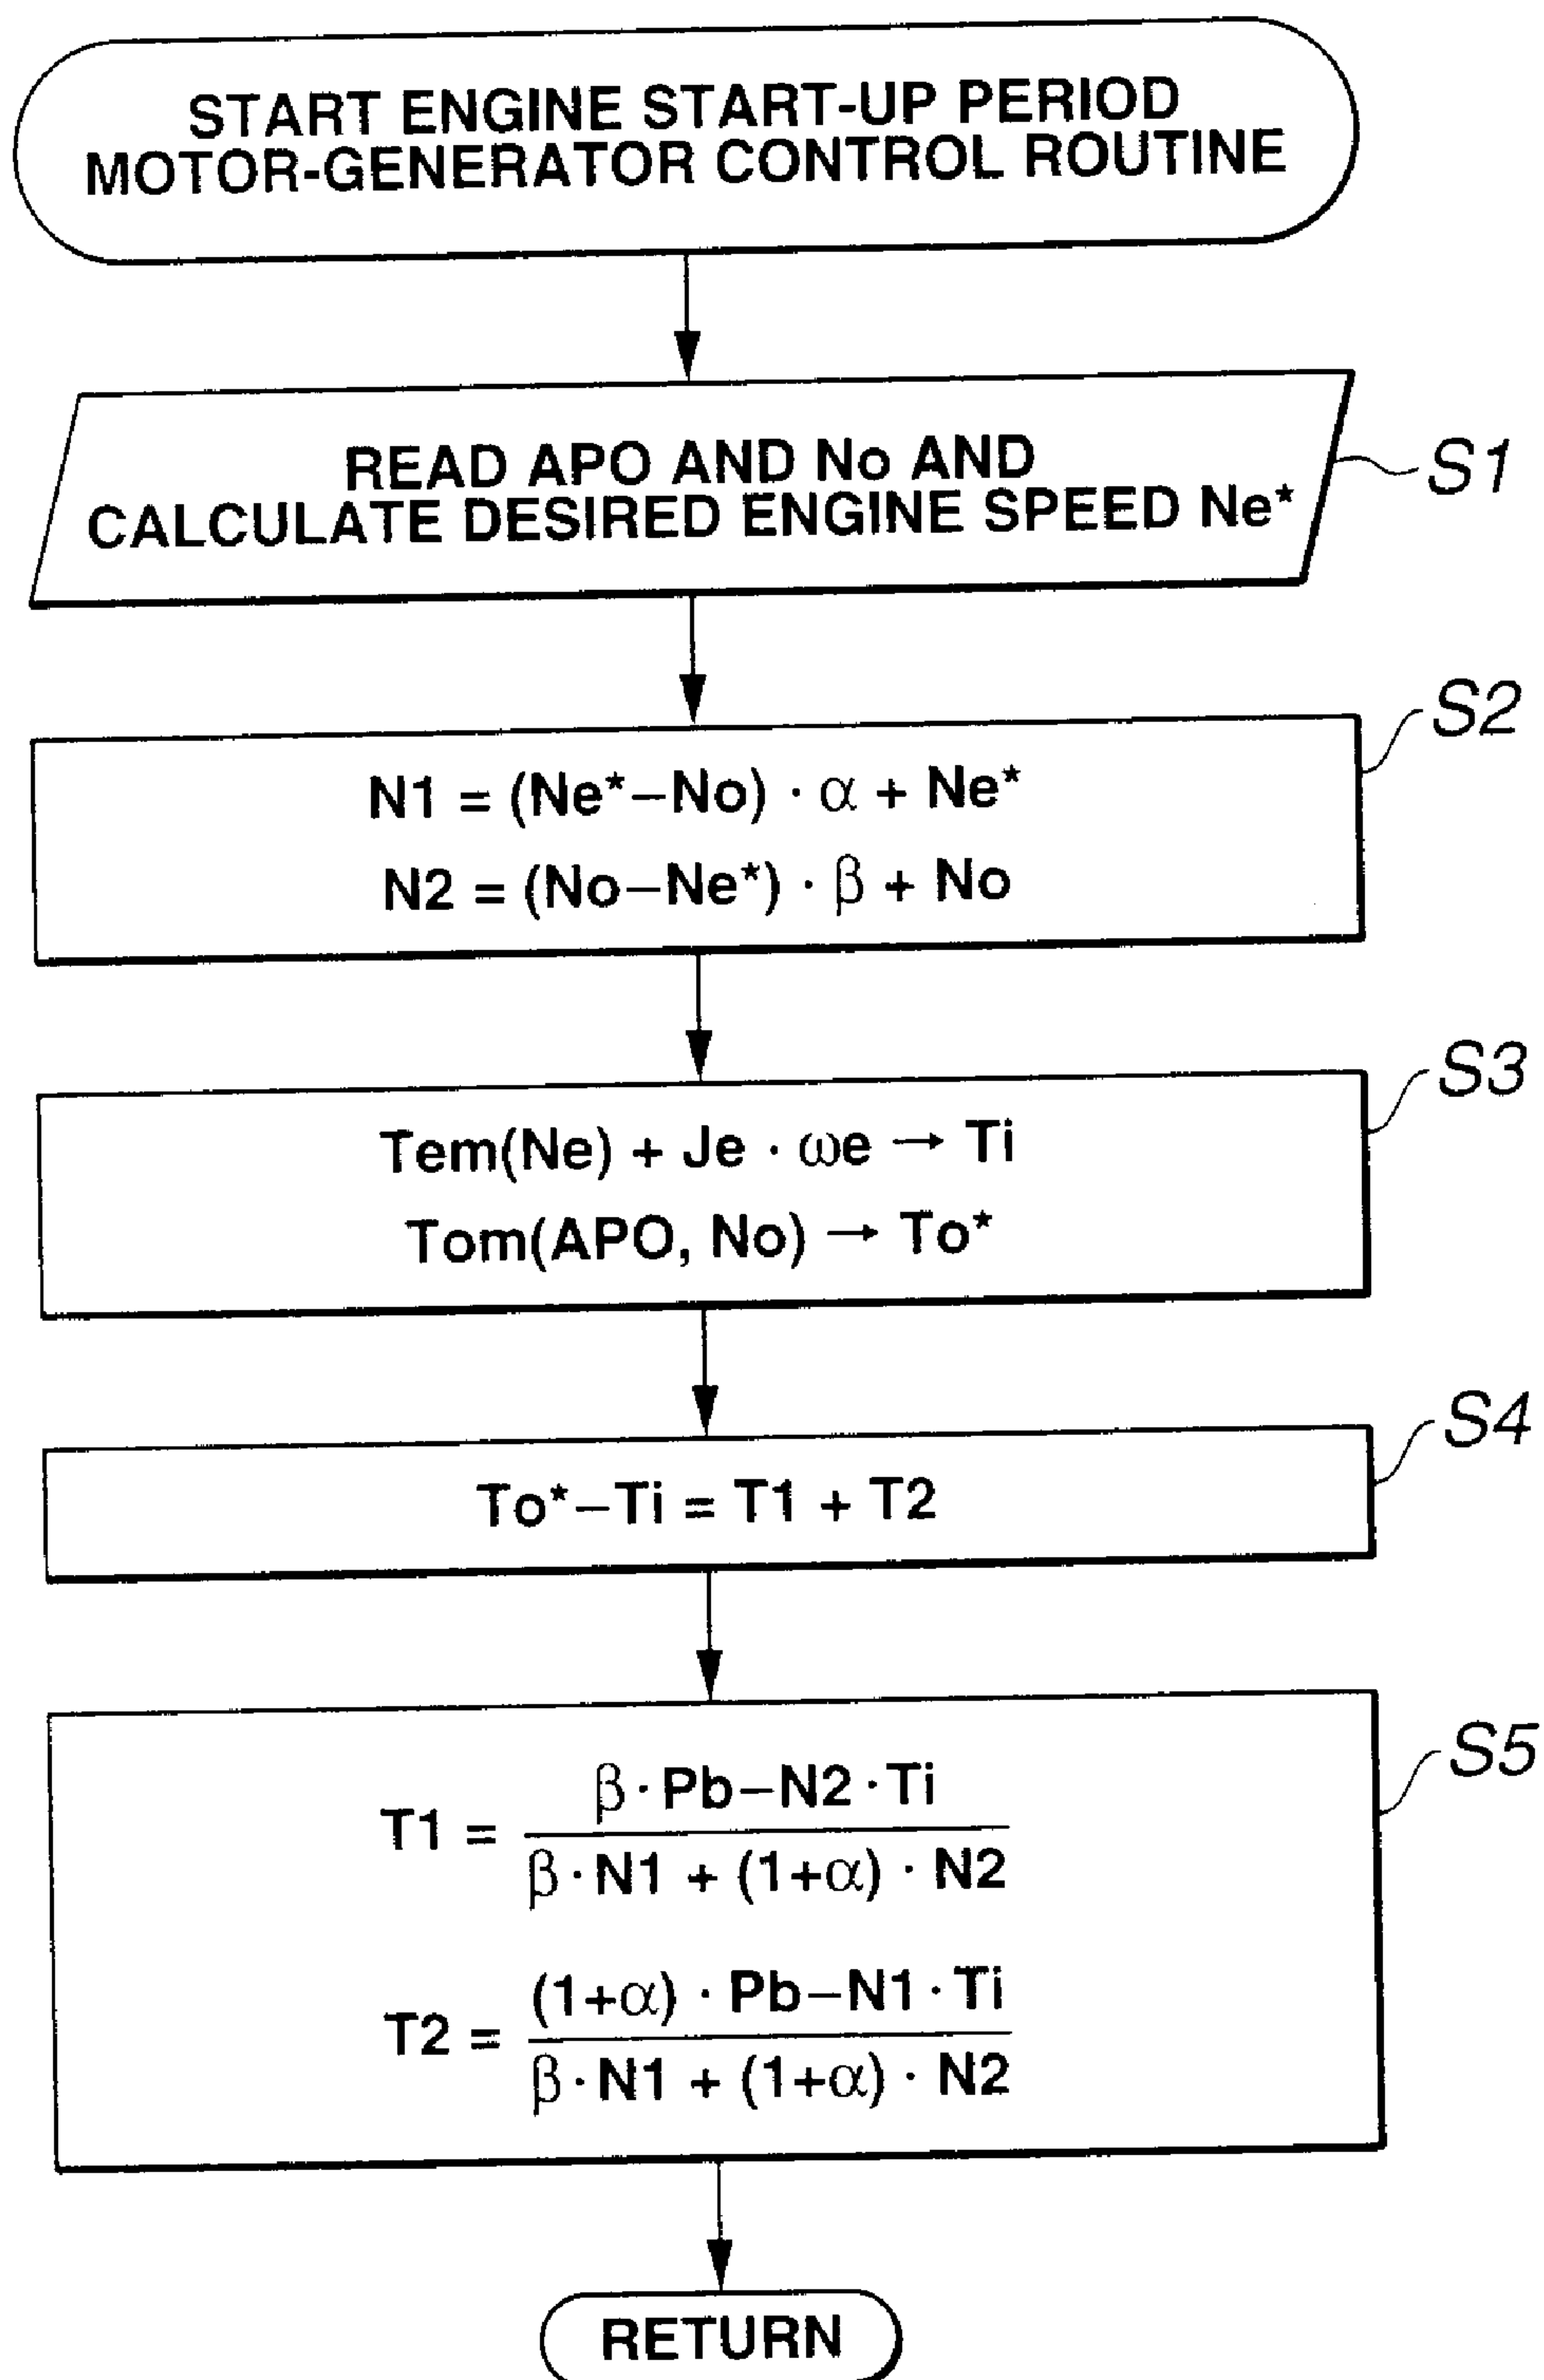 START ENGINE START-UP PERIOD
MOTOR-GENERATOR CONTROL ROUTINE
READ APO AND No AND
CALCULATE DESIRED ENGINE SPEED Ne*
S1
S2
N1 = (Ne*–No) · α + Ne*
N2 = (No–Ne*) · β + No
S3
Tem(Ne) + Je · ωe → Ti
Tom(APO, No) → To*
S4
To*–Ti = T1 + T2
S5
T1 = β · Pb–N2 · Ti / β · N1 + (1+α) · N2
T2 = (1+α) · Pb–N1 · Ti / β · N1 + (1+α) · N2
RETURN